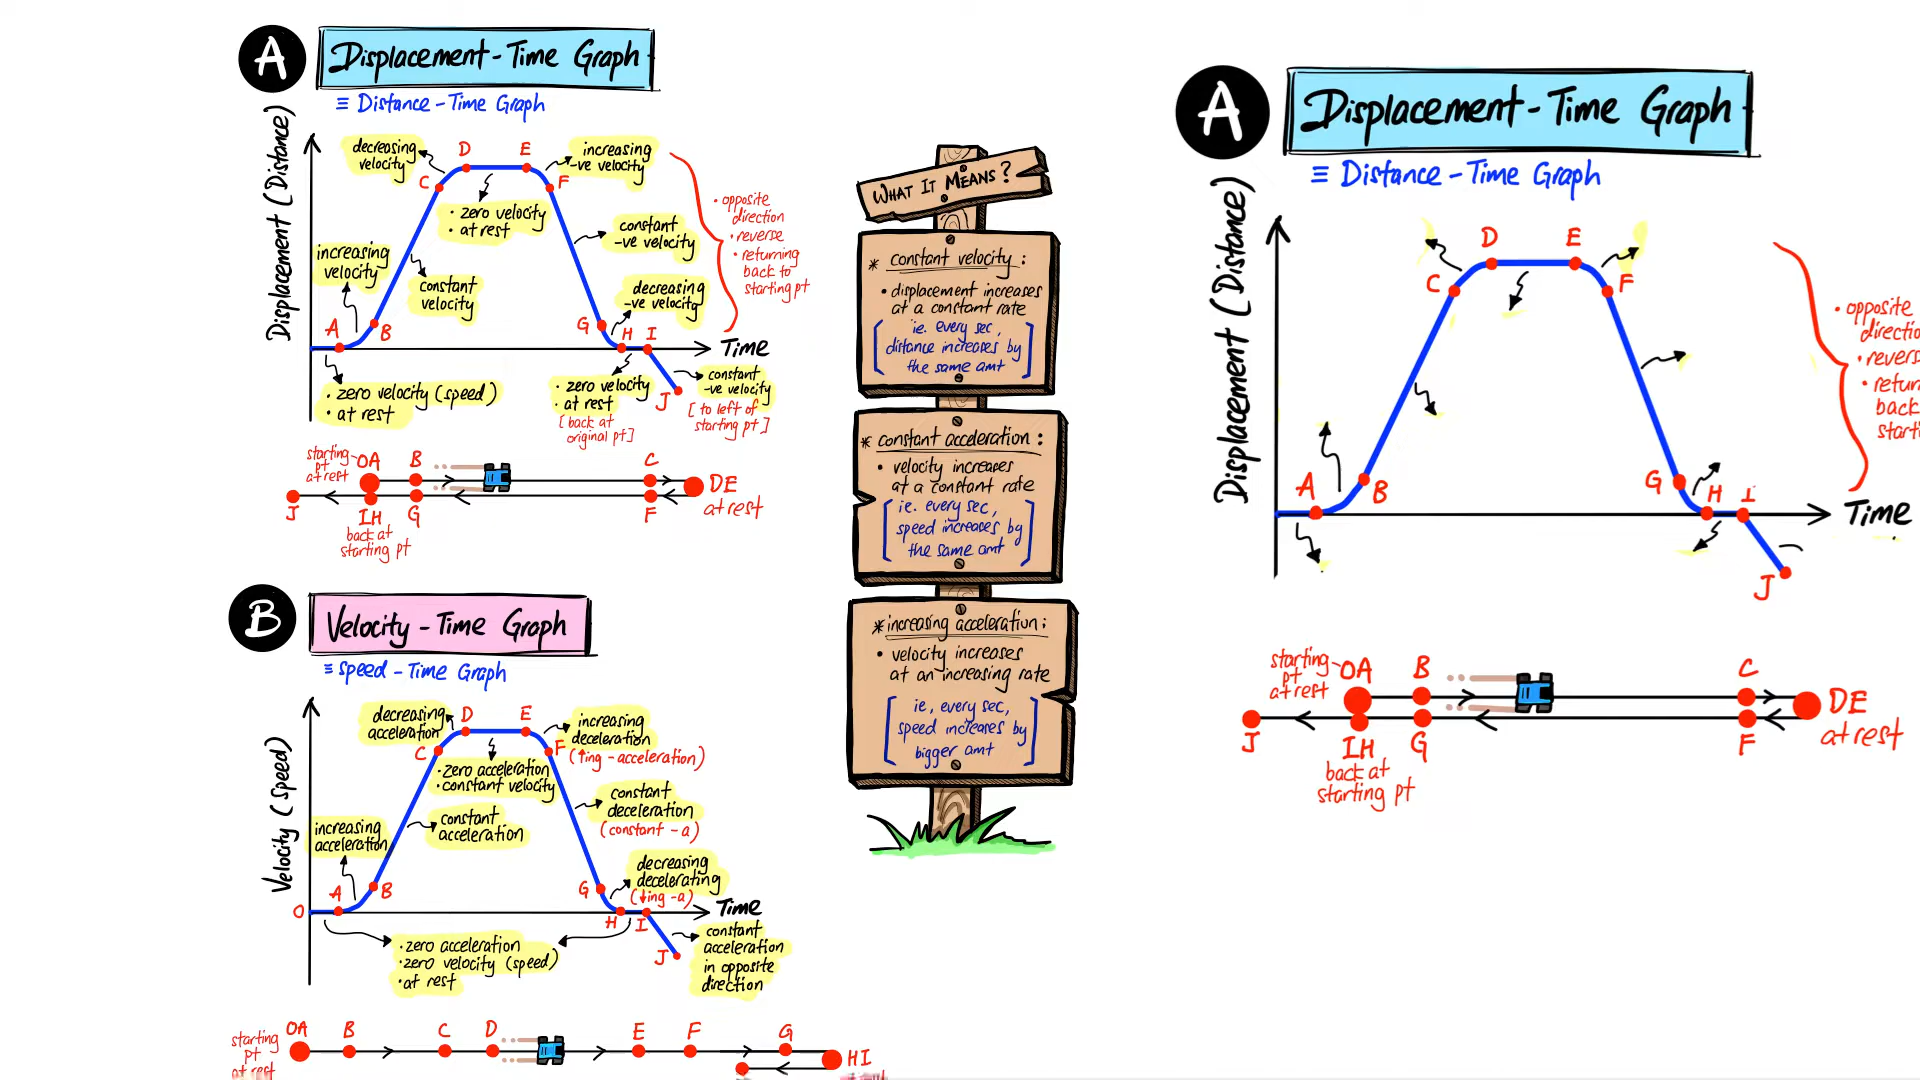 A Displacement-Time Graph
≡ Distance-Time Graph
Displacement (Distance)
decreasing
velocity
D
E
increasing
-ve velocity
C
F
• zero velocity
• at rest
constant
-ve velocity
• opposite
direction
• reverse
• returning
back to
starting pt
increasing
velocity
constant
velocity
decreasing
-ve velocity
A
B
G
H
I
Time
• zero velocity (speed)
• at rest
• zero velocity
• at rest
[back at
original pt]
J
constant
-ve velocity
[to left of
starting pt]
starting
pt
at rest
OA
B
C
DE
at rest
J
IH
G
F
back at
starting pt
B Velocity-Time Graph
≡ Speed-Time Graph
Velocity (Speed)
decreasing
acceleration
D
E
increasing
deceleration
(↑ing - acceleration)
C
F
• zero acceleration
• constant velocity
constant
deceleration
(constant - a)
increasing
acceleration
constant
acceleration
decreasing
decelerating
(↓ing -a)
O
A
B
G
H
I
Time
• zero acceleration
• zero velocity (speed)
• at rest
J
constant
acceleration
in opposite
direction
starting
pt
at rest
OA
B
C
D
E
F
G
HI
WHAT IT MEANS?
* constant velocity:
• displacement increases
at a constant rate
[ie. every sec,
distance increases by
the same amt]
* constant acceleration:
• velocity increases
at a constant rate
[ie. every sec,
speed increases by
the same amt]
* increasing acceleration:
• velocity increases
at an increasing rate
[ie, every sec,
speed increases by
bigger amt]
A Displacement-Time Graph
≡ Distance-Time Graph
Displacement (Distance)
D
E
C
F
• opposite
directio
• revers
• retur
back
starti
A
B
G
H
I
Time
J
starting
pt
at rest
OA
B
C
DE
at rest
J
IH
G
F
back at
starting pt